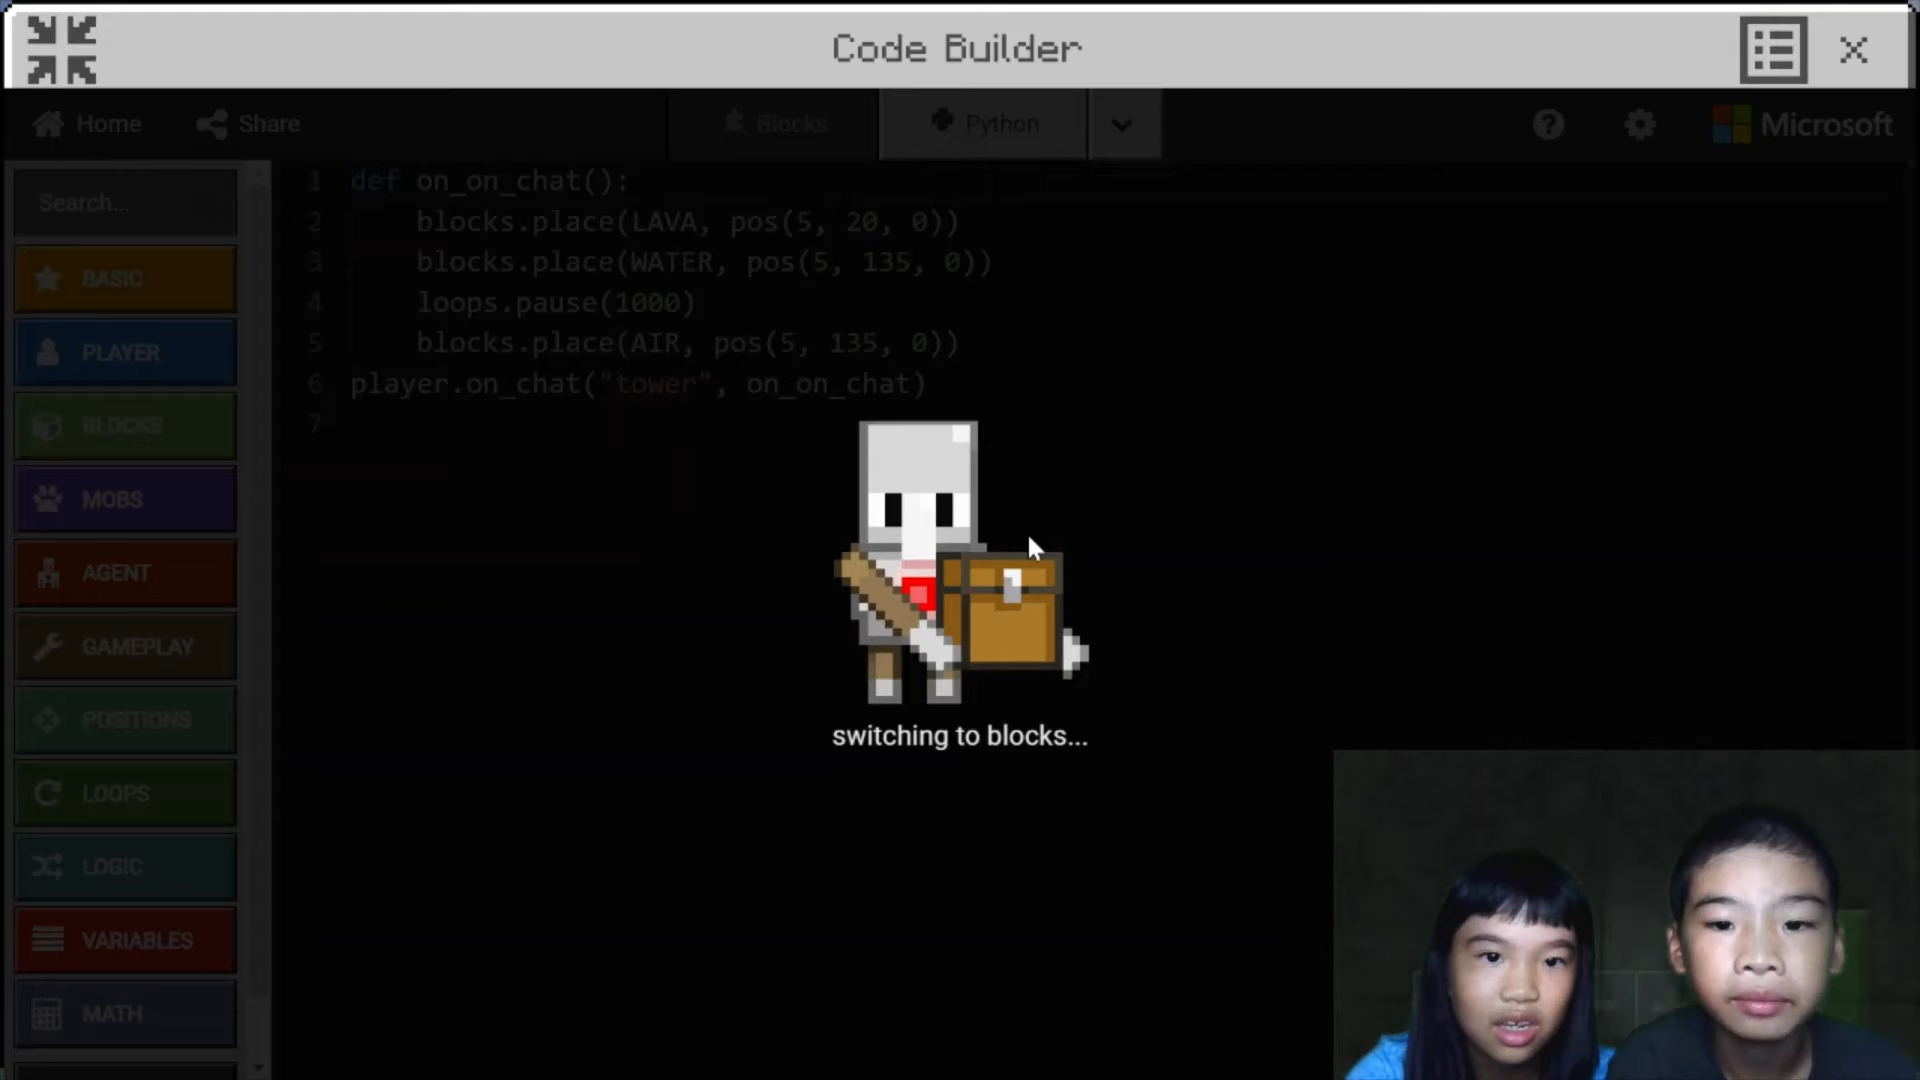 Code Builder
Home
Share
Blocks
Python
Microsoft
Search...
BASIC
PLAYER
BLOCKS
MOBS
AGENT
GAMEPLAY
POSITIONS
LOOPS
LOGIC
VARIABLES
MATH
1 def on_on_chat():
2     blocks.place(LAVA, pos(5, 20, 0))
3     blocks.place(WATER, pos(5, 135, 0))
4     loops.pause(1000)
5     blocks.place(AIR, pos(5, 135, 0))
6 player.on_chat("tower", on_on_chat)
7
switching to blocks...